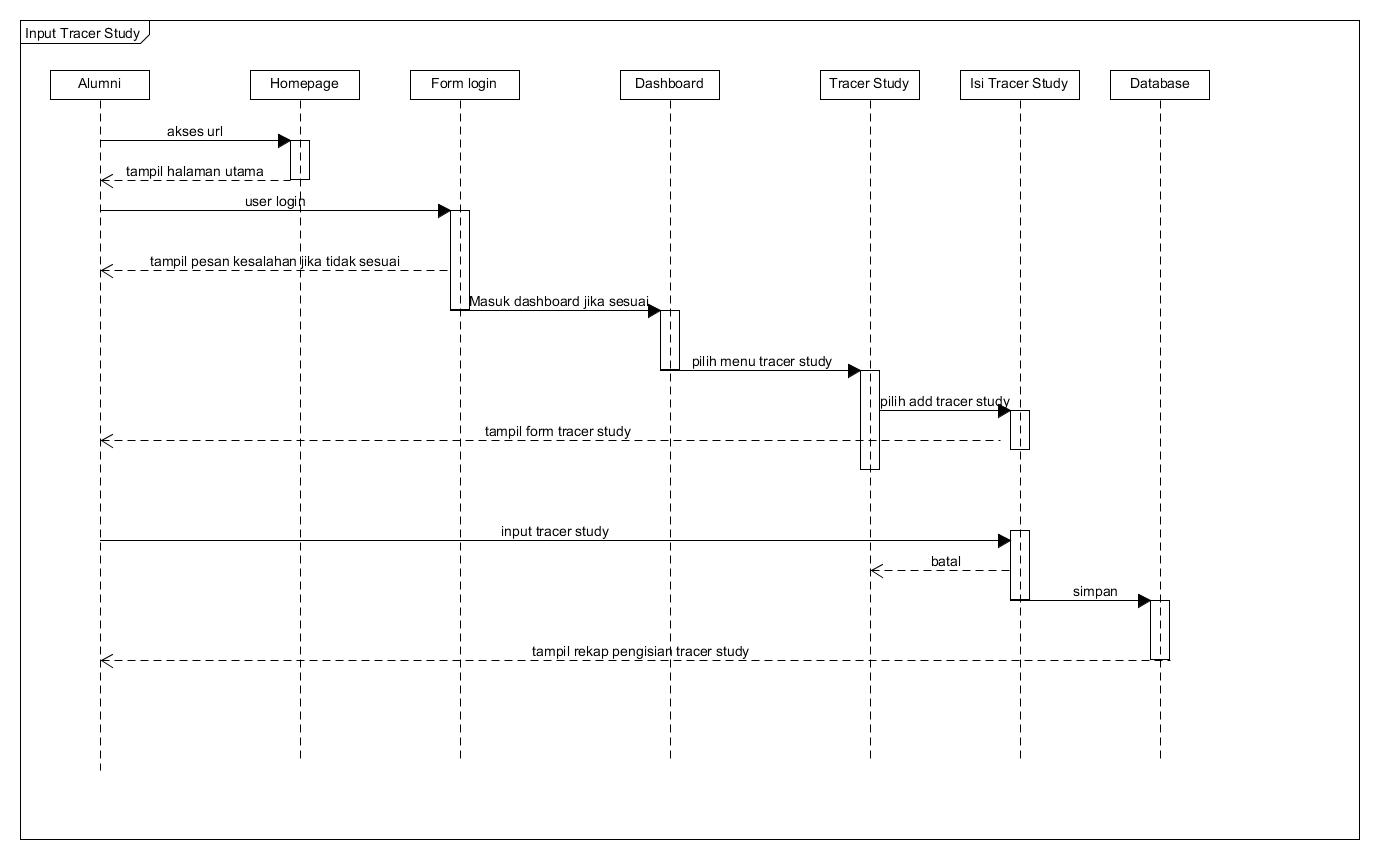 Input Tracer Study
Alumni
Homepage
Form login
Dashboard
Tracer Study
Isi Tracer Study
Database
akses url
tampil halaman utama
user login
tampil pesan kesalahan jika tidak sesuai
Masuk dashboard jika sesuai
pilih menu tracer study
pilih add tracer study
tampil form tracer study
input tracer study
batal
simpan
tampil rekap pengisian tracer study